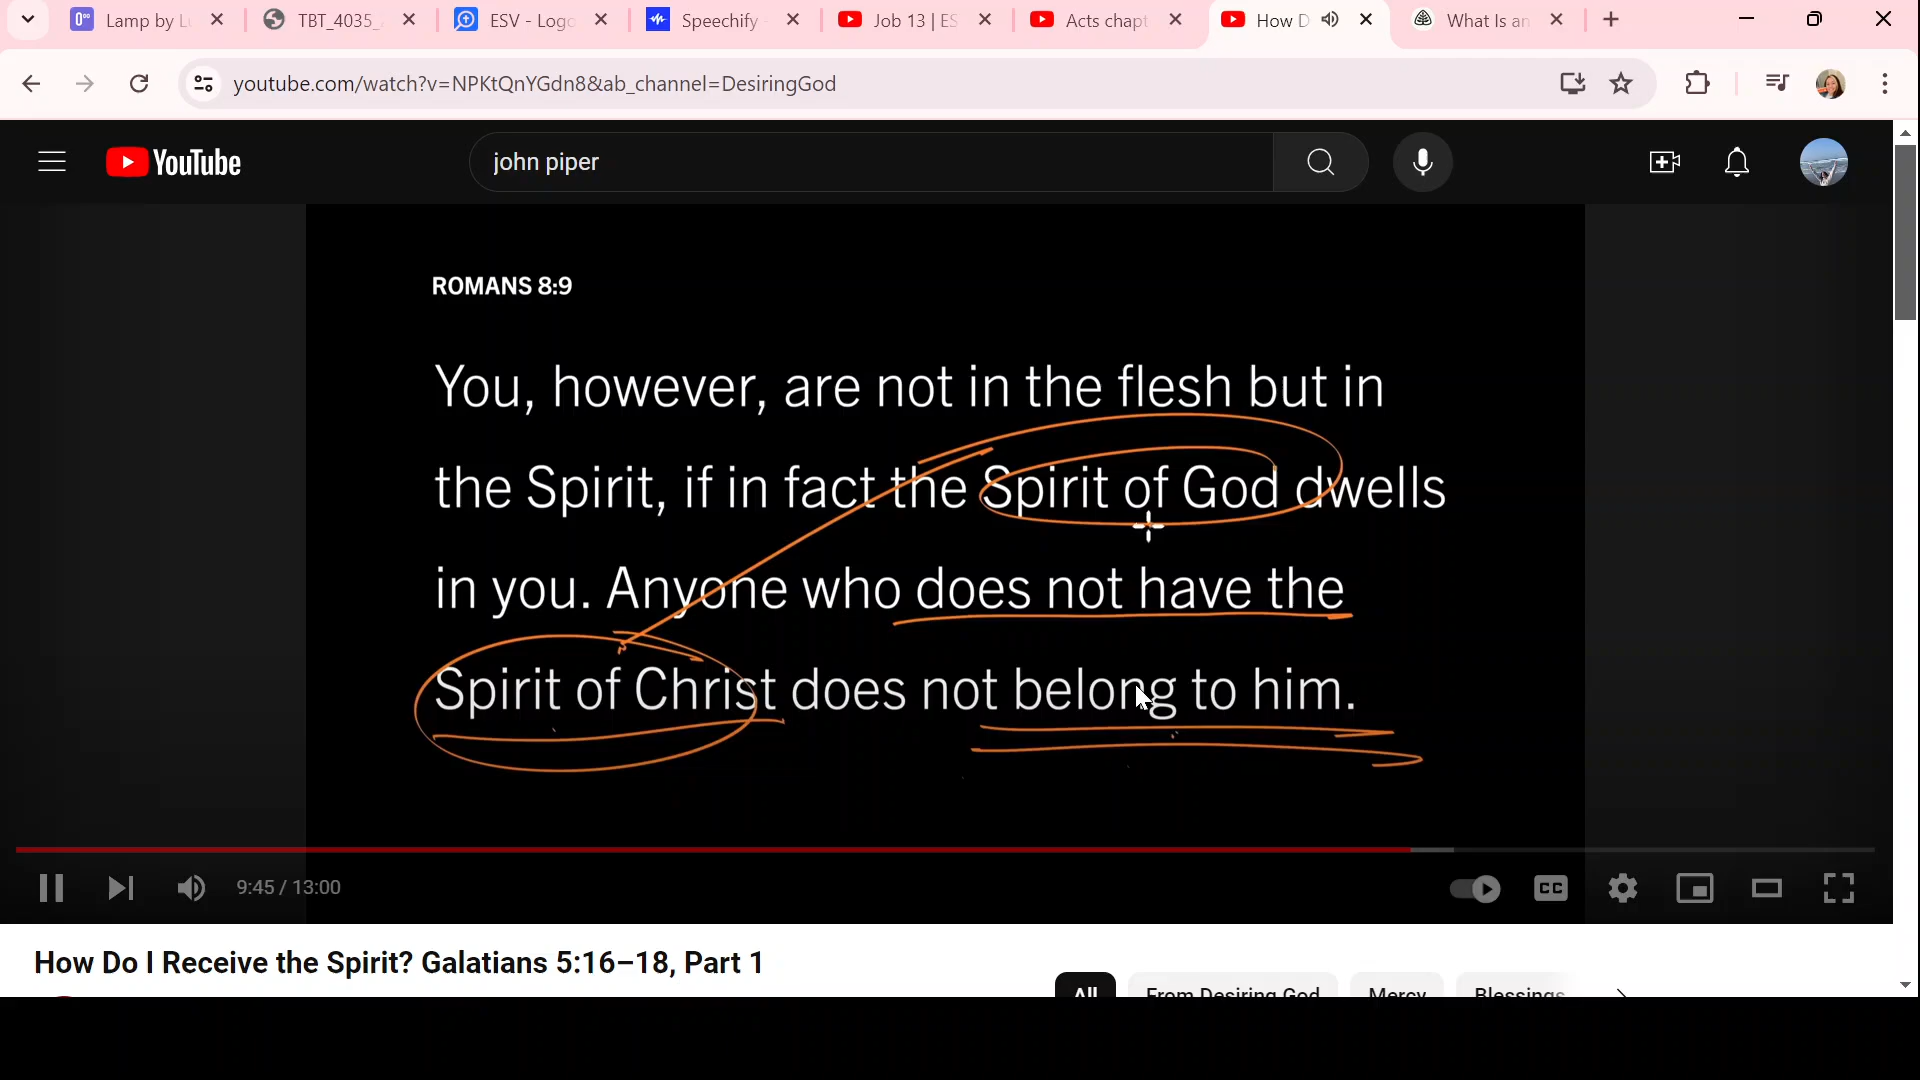 Lamp by Lu
TBT_4035_
ESV - Logo
Speechify
Job 13 | ES
Acts chapt
How D
What Is an
youtube.com/watch?v=NPKtQnYGdn8&ab_channel=DesiringGod
YouTube
john piper
ROMANS 8:9
You, however, are not in the flesh but in
the Spirit, if in fact the Spirit of God dwells
in you. Anyone who does not have the
Spirit of Christ does not belong to him.
9:45 / 13:00
CC
How Do I Receive the Spirit? Galatians 5:16–18, Part 1
All
From Desiring God
Mercy
Blessings